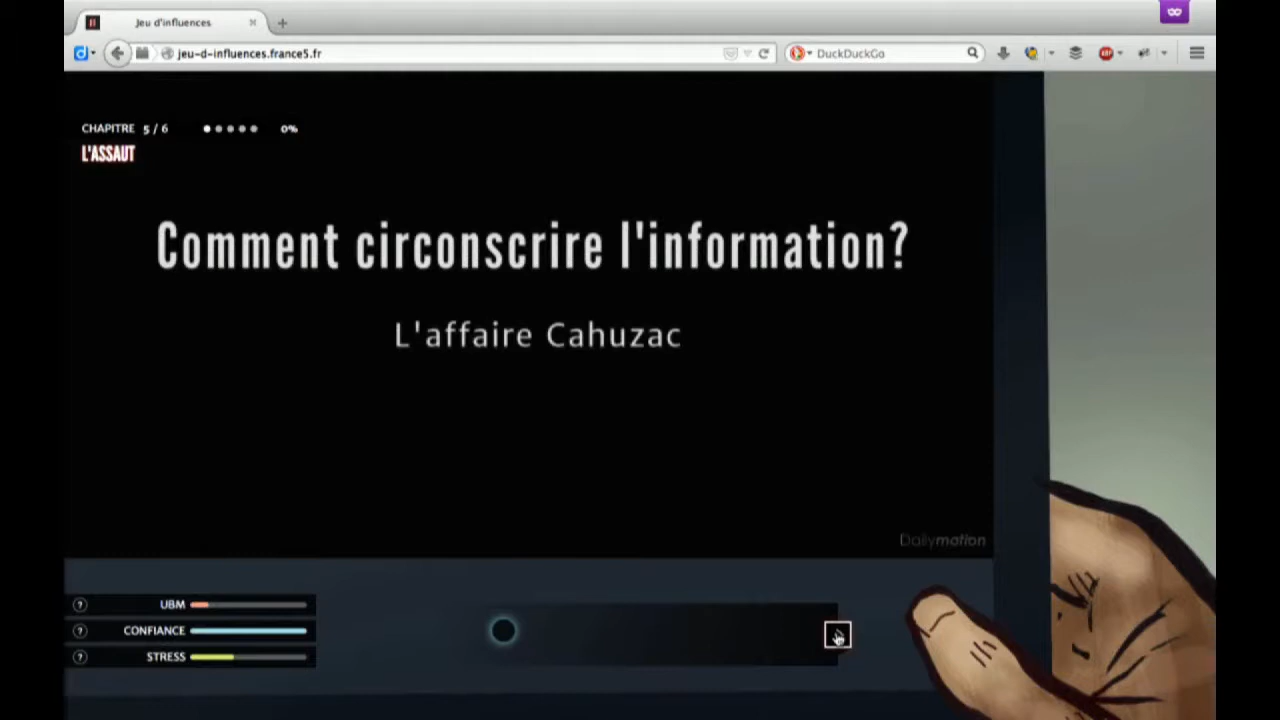 Jeu d'influences
jeu-d-influences.france5.fr
DuckDuckGo
CHAPITRE 5 / 6 0%
L'ASSAUT
Comment circonscrire l'information?
L'affaire Cahuzac
Dailymotion
? UBM
? CONFIANCE
? STRESS